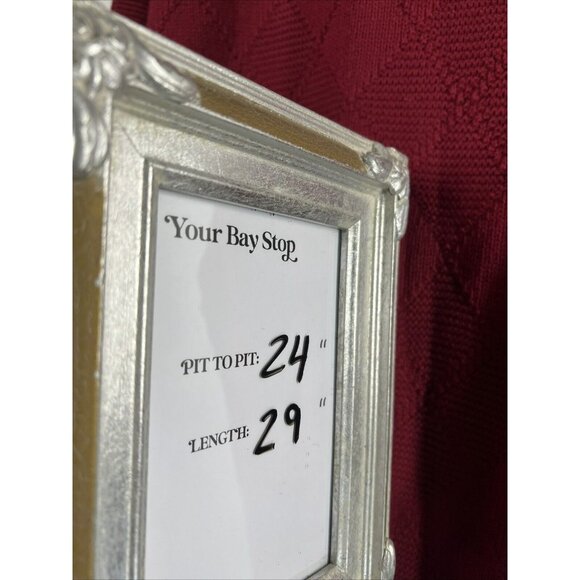 Your Bay Stop
PIT TO PIT: 24"
LENGTH: 29"